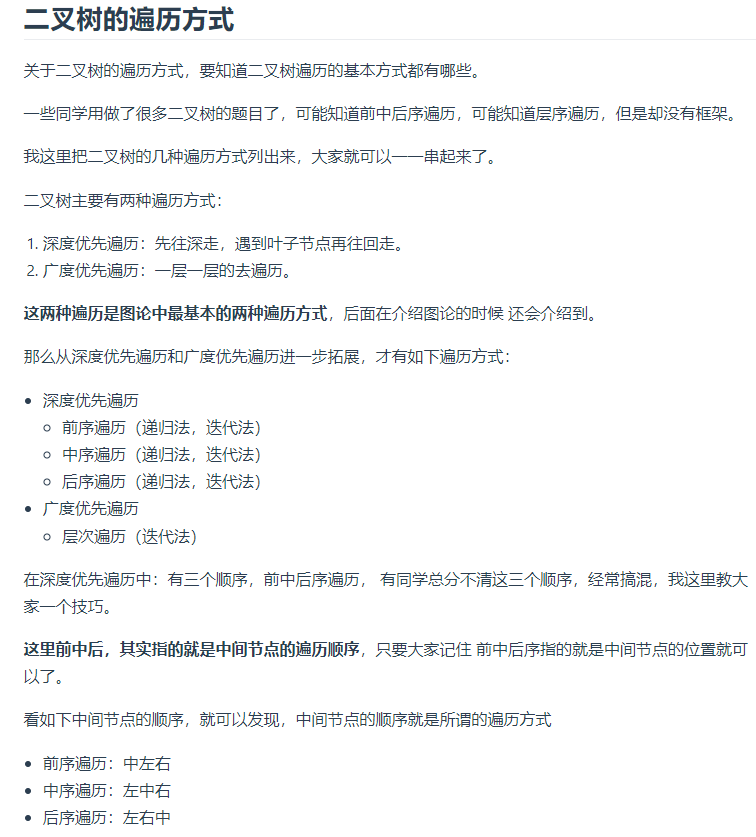 二叉树的遍历方式
关于二叉树的遍历方式，要知道二叉树遍历的基本方式都有哪些。
一些同学用做了很多二叉树的题目了，可能知道前中后序遍历，可能知道层序遍历，但是却没有框架。
我这里把二叉树的几种遍历方式列出来，大家就可以一一串起来了。
二叉树主要有两种遍历方式：
1. 深度优先遍历：先往深走，遇到叶子节点再往回走。
2. 广度优先遍历：一层一层的去遍历。
这两种遍历是图论中最基本的两种遍历方式，后面在介绍图论的时候 还会介绍到。
那么从深度优先遍历和广度优先遍历进一步拓展，才有如下遍历方式：
• 深度优先遍历
◦ 前序遍历（递归法，迭代法）
◦ 中序遍历（递归法，迭代法）
◦ 后序遍历（递归法，迭代法）
• 广度优先遍历
◦ 层次遍历（迭代法）
在深度优先遍历中：有三个顺序，前中后序遍历， 有同学总分不清这三个顺序，经常搞混，我这里教大
家一个技巧。
这里前中后，其实指的就是中间节点的遍历顺序，只要大家记住 前中后序指的就是中间节点的位置就可
以了。
看如下中间节点的顺序，就可以发现，中间节点的顺序就是所谓的遍历方式
• 前序遍历：中左右
• 中序遍历：左中右
• 后序遍历：左右中